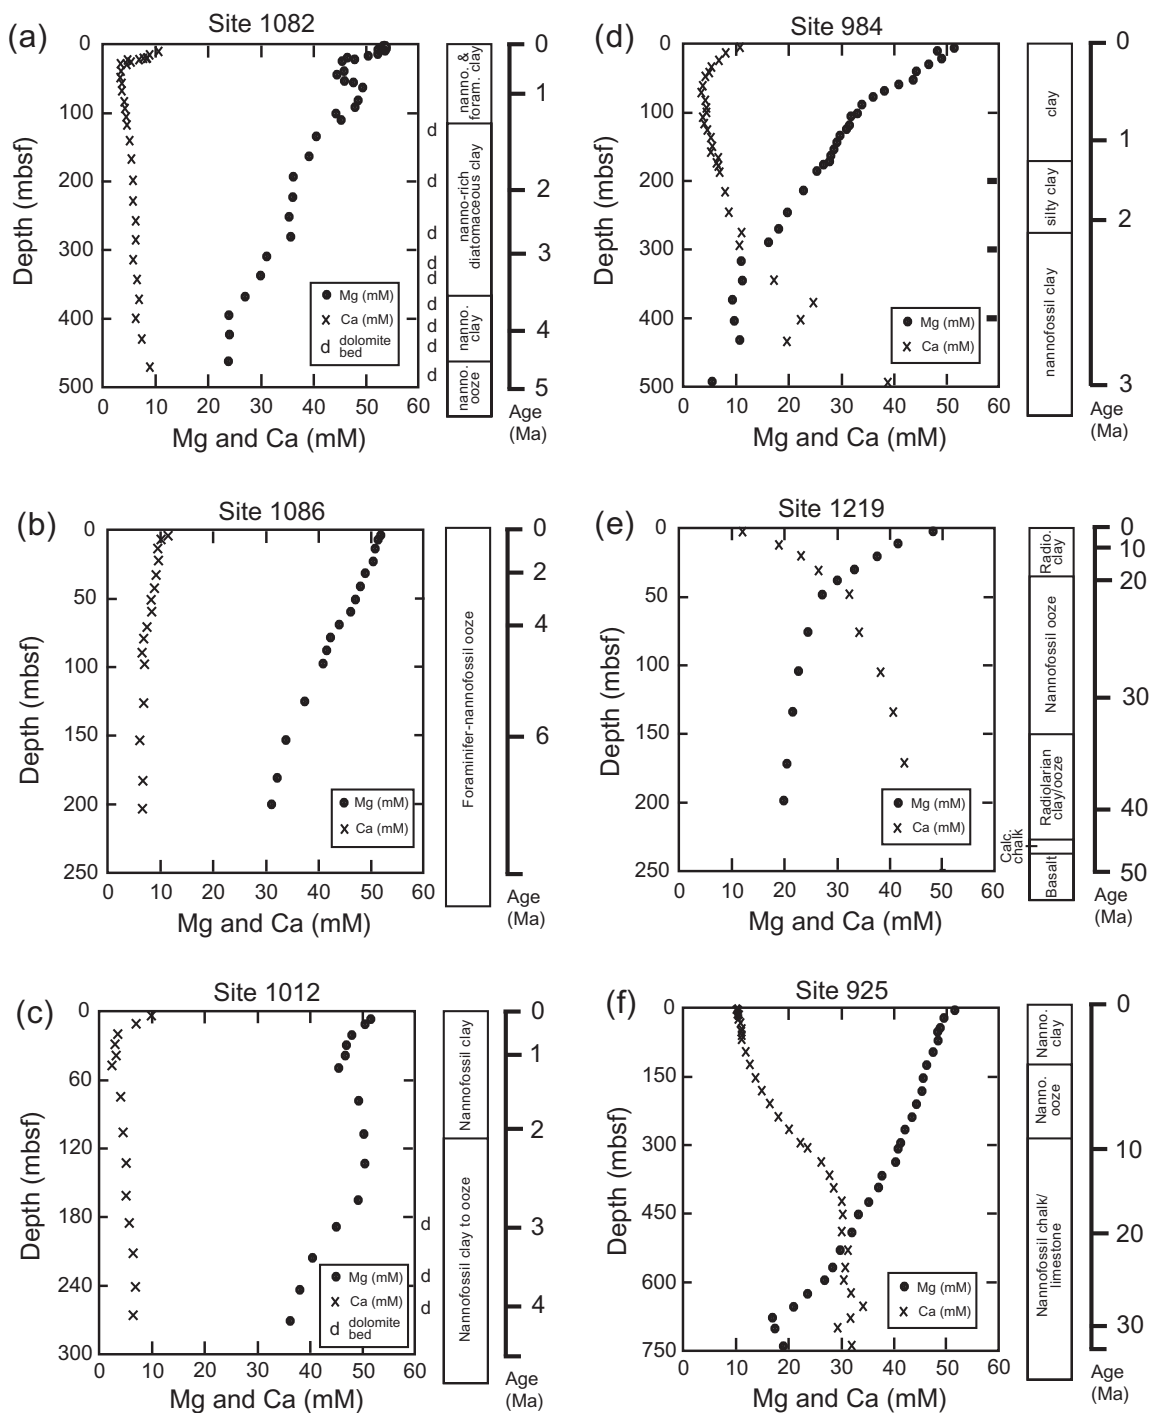 (a)
Site 1082
0
100
200
300
400
500
Depth (mbsf)
0 10 20 30 40 50 60
Mg and Ca (mM)
Mg (mM)
Ca (mM)
d dolomite
bed
d
d
d
d
d
d
d
d
d
nanno. &
foram. clay
nanno-rich
diatomaceous clay
nanno.
clay
nanno.
ooze
0
1
2
3
4
5
Age
(Ma)
(d)
Site 984
0
100
200
300
400
500
Depth (mbsf)
0 10 20 30 40 50 60
Mg and Ca (mM)
Mg (mM)
Ca (mM)
clay
silty clay
nannofossil clay
0
1
2
3
Age
(Ma)
(b)
Site 1086
0
50
100
150
200
250
Depth (mbsf)
0 10 20 30 40 50 60
Mg and Ca (mM)
Mg (mM)
Ca (mM)
Foraminifer-nannofossil ooze
0
2
4
6
Age
(Ma)
(e)
Site 1219
0
50
100
150
200
250
Depth (mbsf)
0 10 20 30 40 50 60
Mg and Ca (mM)
Mg (mM)
Ca (mM)
Radio.
clay
Nannofossil ooze
Radiolarian
clay/ooze
Calc.
chalk
Basalt
0
10
20
30
40
50
Age
(Ma)
(c)
Site 1012
0
60
120
180
240
300
Depth (mbsf)
0 10 20 30 40 50 60
Mg and Ca (mM)
Mg (mM)
Ca (mM)
d dolomite
bed
d
d
d
Nannofossil clay
Nannofossil clay to ooze
0
1
2
3
4
Age
(Ma)
(f)
Site 925
0
150
300
450
600
750
Depth (mbsf)
0 10 20 30 40 50 60
Mg and Ca (mM)
Mg (mM)
Ca (mM)
Nanno.
clay
Nanno.
ooze
Nannofossil chalk/
limestone
0
10
20
30
Age
(Ma)